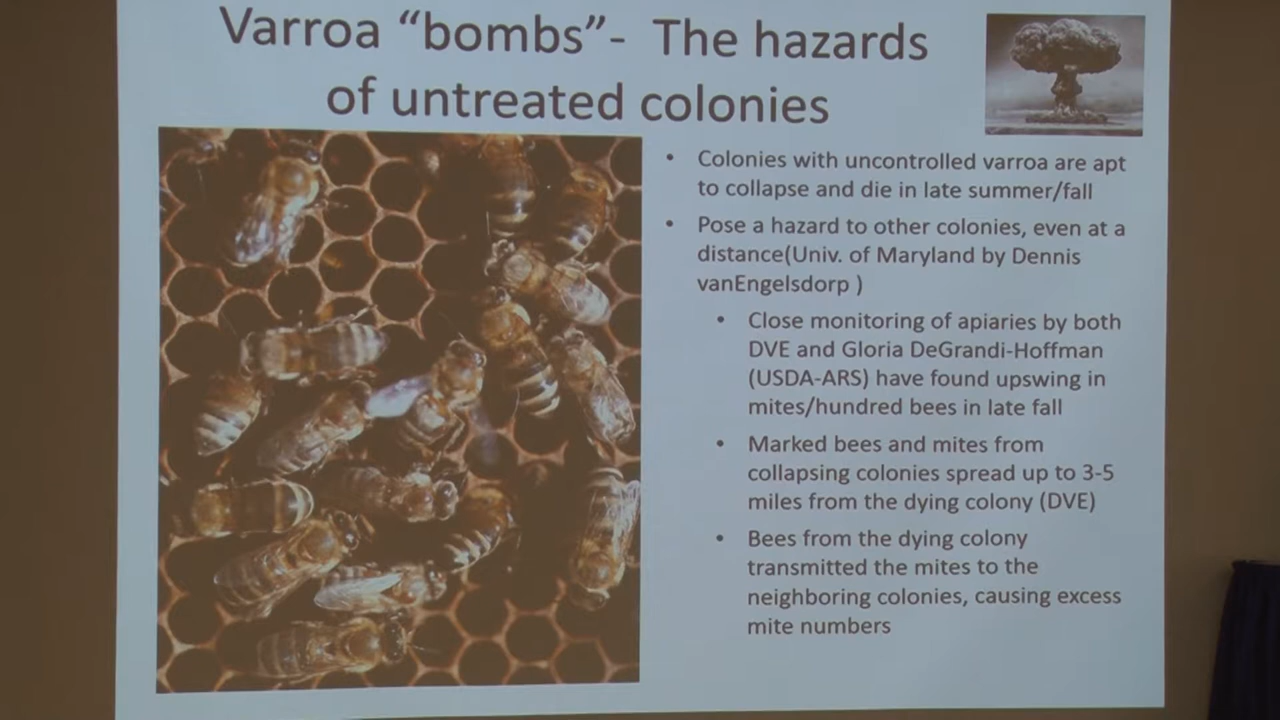 Varroa “bombs”- The hazards
of untreated colonies
• Colonies with uncontrolled varroa are apt
to collapse and die in late summer/fall
• Pose a hazard to other colonies, even at a
distance(Univ. of Maryland by Dennis
vanEngelsdorp )
• Close monitoring of apiaries by both
DVE and Gloria DeGrandi-Hoffman
(USDA-ARS) have found upswing in
mites/hundred bees in late fall
• Marked bees and mites from
collapsing colonies spread up to 3-5
miles from the dying colony (DVE)
• Bees from the dying colony
transmitted the mites to the
neighboring colonies, causing excess
mite numbers